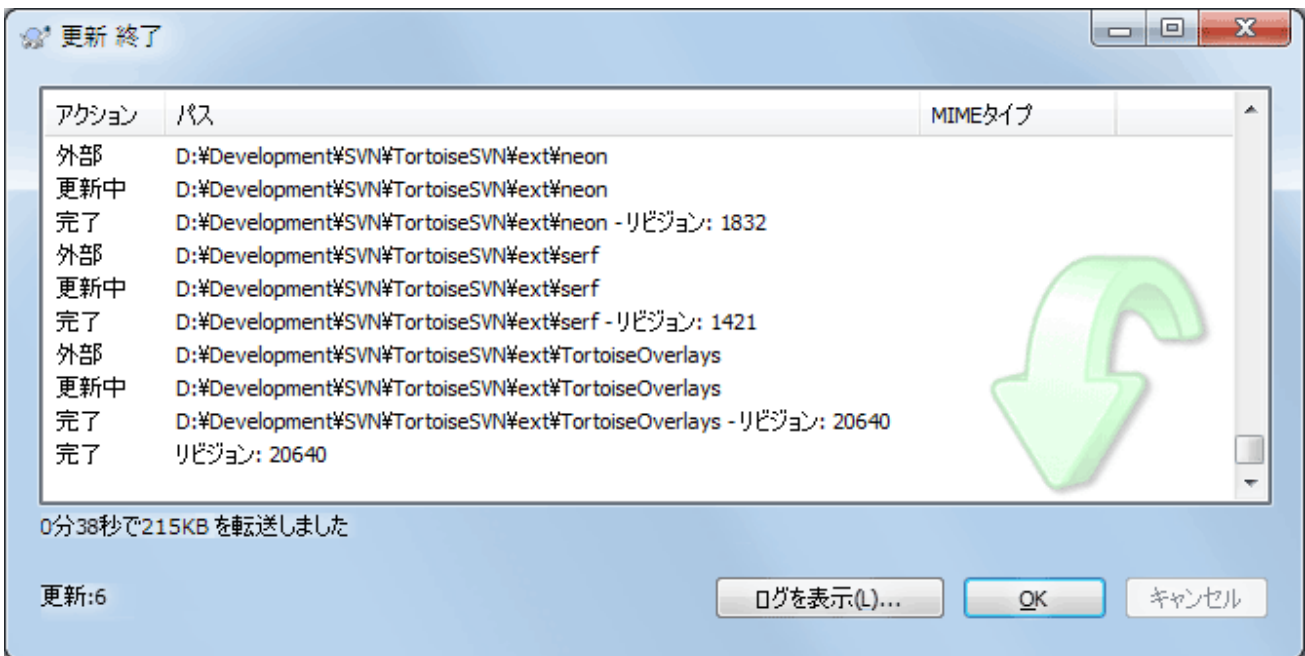 更新 終了
アクション パス MIMEタイプ
外部 D:¥Development¥SVN¥TortoiseSVN¥ext¥neon
更新中 D:¥Development¥SVN¥TortoiseSVN¥ext¥neon
完了 D:¥Development¥SVN¥TortoiseSVN¥ext¥neon - リビジョン: 1832
外部 D:¥Development¥SVN¥TortoiseSVN¥ext¥serf
更新中 D:¥Development¥SVN¥TortoiseSVN¥ext¥serf
完了 D:¥Development¥SVN¥TortoiseSVN¥ext¥serf - リビジョン: 1421
外部 D:¥Development¥SVN¥TortoiseSVN¥ext¥TortoiseOverlays
更新中 D:¥Development¥SVN¥TortoiseSVN¥ext¥TortoiseOverlays
完了 D:¥Development¥SVN¥TortoiseSVN¥ext¥TortoiseOverlays - リビジョン: 20640
完了 リビジョン: 20640
0分38秒で215KB を転送しました
更新:6 ログを表示(L)... OK キャンセル